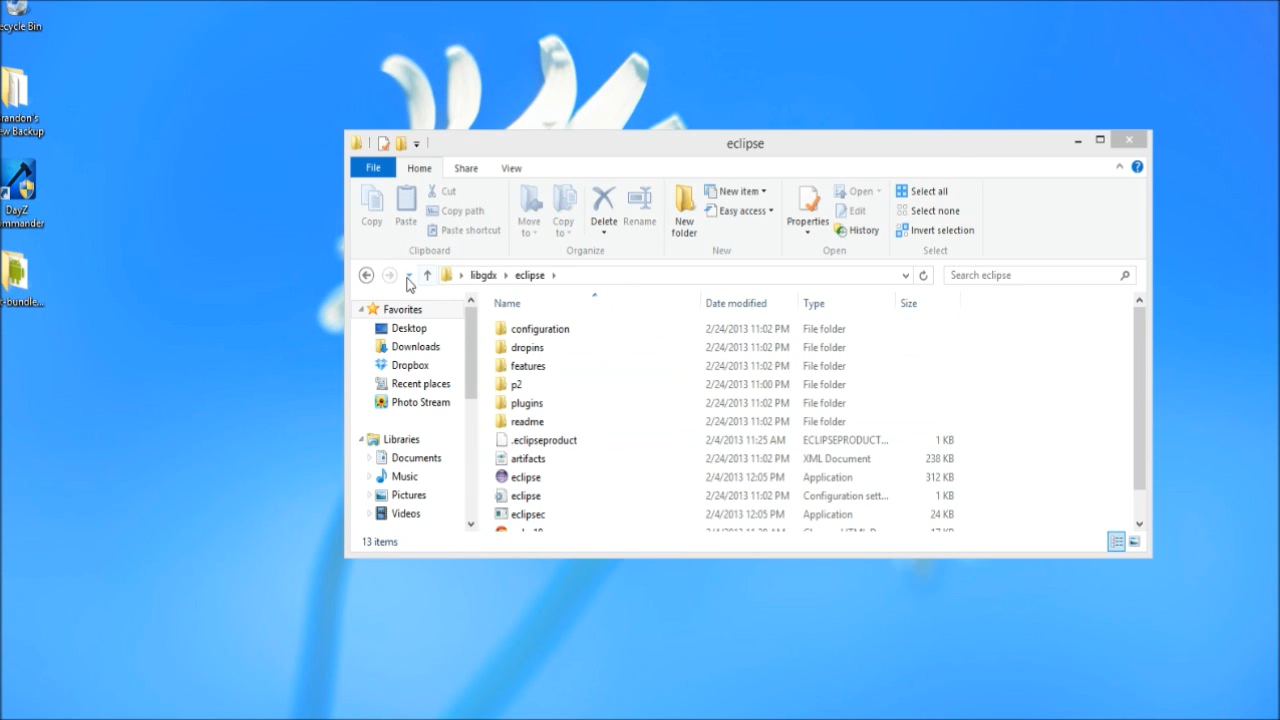 ecycle Bin
randon's
ew Backup
DayZ
mmander
t-bundle...
eclipse
File Home Share View
Copy
Paste
Cut
Copy path
Paste shortcut
Clipboard
Move to
Copy to
Delete
Rename
Organize
New folder
New item
Easy access
New
Properties
Open
Edit
History
Open
Select all
Select none
Invert selection
Select
libgdx eclipse
Search eclipse
Favorites
Desktop
Downloads
Dropbox
Recent places
Photo Stream
Libraries
Documents
Music
Pictures
Videos
Name Date modified Type Size
configuration 2/24/2013 11:02 PM File folder
dropins 2/24/2013 11:02 PM File folder
features 2/24/2013 11:02 PM File folder
p2 2/24/2013 11:00 PM File folder
plugins 2/24/2013 11:02 PM File folder
readme 2/24/2013 11:02 PM File folder
.eclipseproduct 2/4/2013 11:25 AM ECLIPSEPRODUCT... 1 KB
artifacts 2/24/2013 11:02 PM XML Document 238 KB
eclipse 2/4/2013 12:05 PM Application 312 KB
eclipse 2/24/2013 11:02 PM Configuration sett... 1 KB
eclipsec 2/4/2013 12:05 PM Application 24 KB
13 items